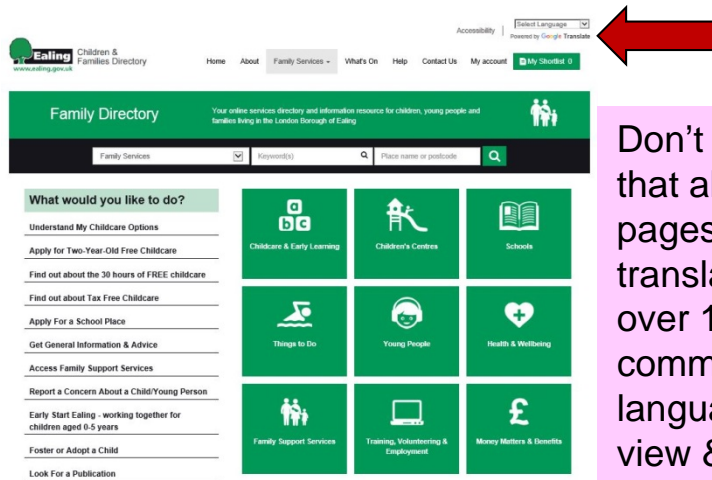 Accessibility
Select Language
Powered by Google Translate
Ealing
www.ealing.gov.uk
Children &
Families Directory
Home About Family Services What's On Help Contact Us My account My Shortlist 0
Family Directory
Your online services directory and information resource for children, young people and
families living in the London Borough of Ealing
Family Services Keyword(s) Place name or postcode
What would you like to do?
Understand My Childcare Options
Apply for Two-Year-Old Free Childcare
Find out about the 30 hours of FREE childcare
Find out about Tax Free Childcare
Apply For a School Place
Get General Information & Advice
Access Family Support Services
Report a Concern About a Child/Young Person
Early Start Ealing - working together for
children aged 0-5 years
Foster or Adopt a Child
Look For a Publication
a
b c
Childcare & Early Learning
Children's Centres
Schools
Things to Do
Young People
Health & Wellbeing
Family Support Services
Training, Volunteering &
Employment
£
Money Matters & Benefits
Don't
that
pages
transla
over 1
comm
langua
view &